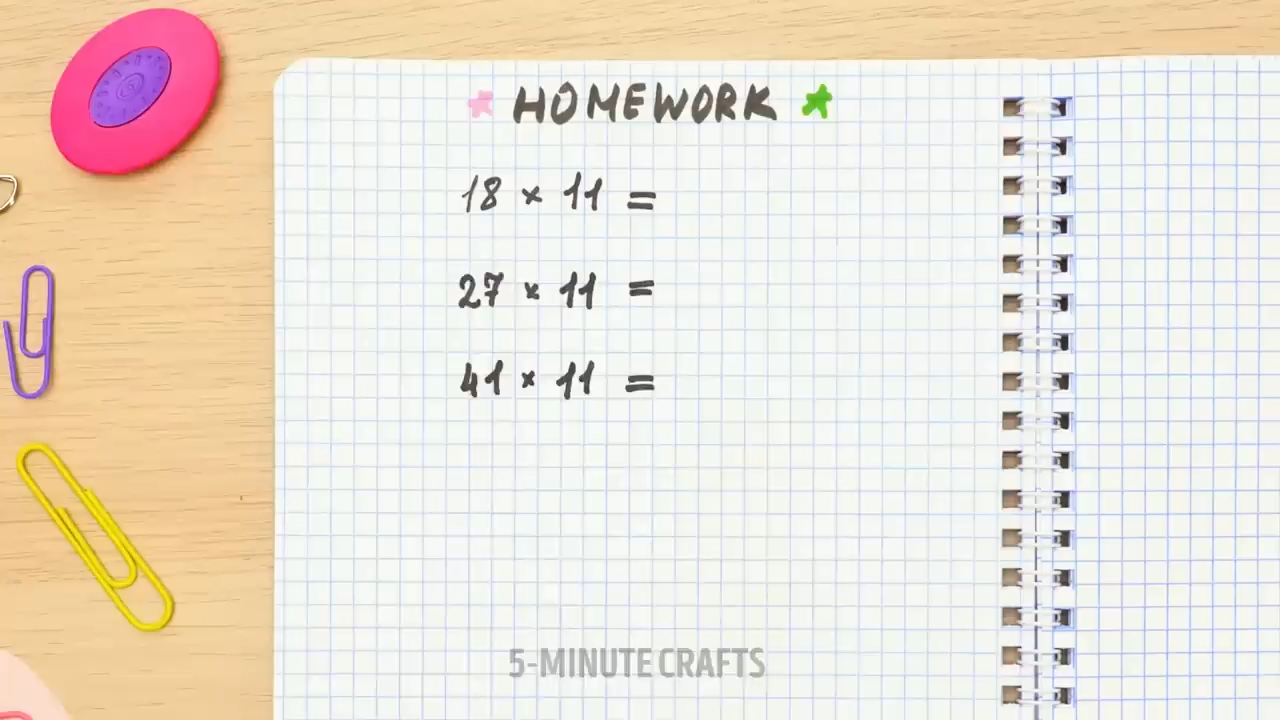 HOMEWORK
18 × 11 =
27 × 11 =
41 × 11 =
5-MINUTE CRAFTS